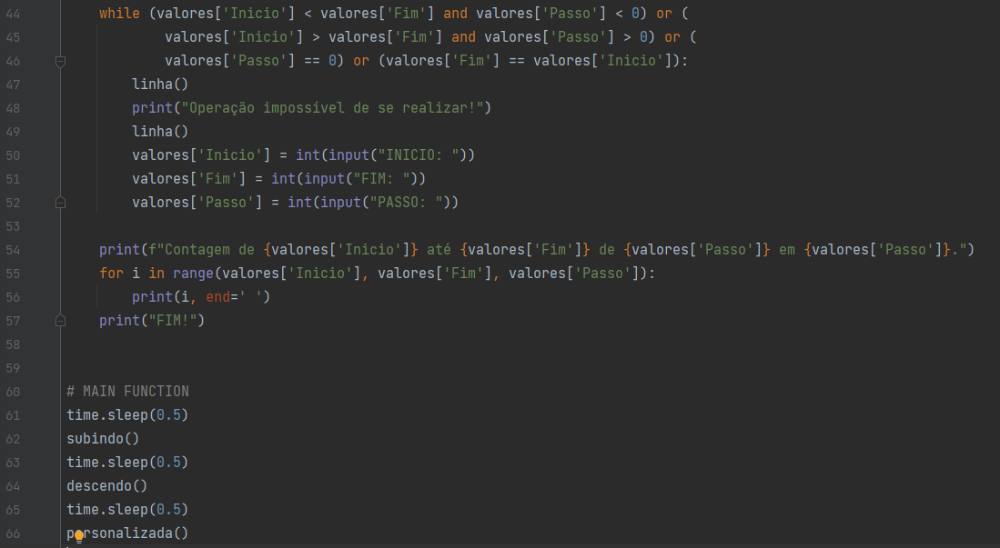 44 while (valores['Inicio'] < valores['Fim'] and valores['Passo'] < 0) or (
45 valores['Inicio'] > valores['Fim'] and valores['Passo'] > 0) or (
46 valores['Passo'] == 0) or (valores['Fim'] == valores['Inicio']):
47 linha()
48 print("Operação impossível de se realizar!")
49 linha()
50 valores['Inicio'] = int(input("INICIO: "))
51 valores['Fim'] = int(input("FIM: "))
52 valores['Passo'] = int(input("PASSO: "))
53
54 print(f"Contagem de {valores['Inicio']} até {valores['Fim']} de {valores['Passo']} em {valores['Passo']}.")
55 for i in range(valores['Inicio'], valores['Fim'], valores['Passo']):
56 print(i, end=' ')
57 print("FIM!")
58
59
60 # MAIN FUNCTION
61 time.sleep(0.5)
62 subindo()
63 time.sleep(0.5)
64 descendo()
65 time.sleep(0.5)
66 personalizada()